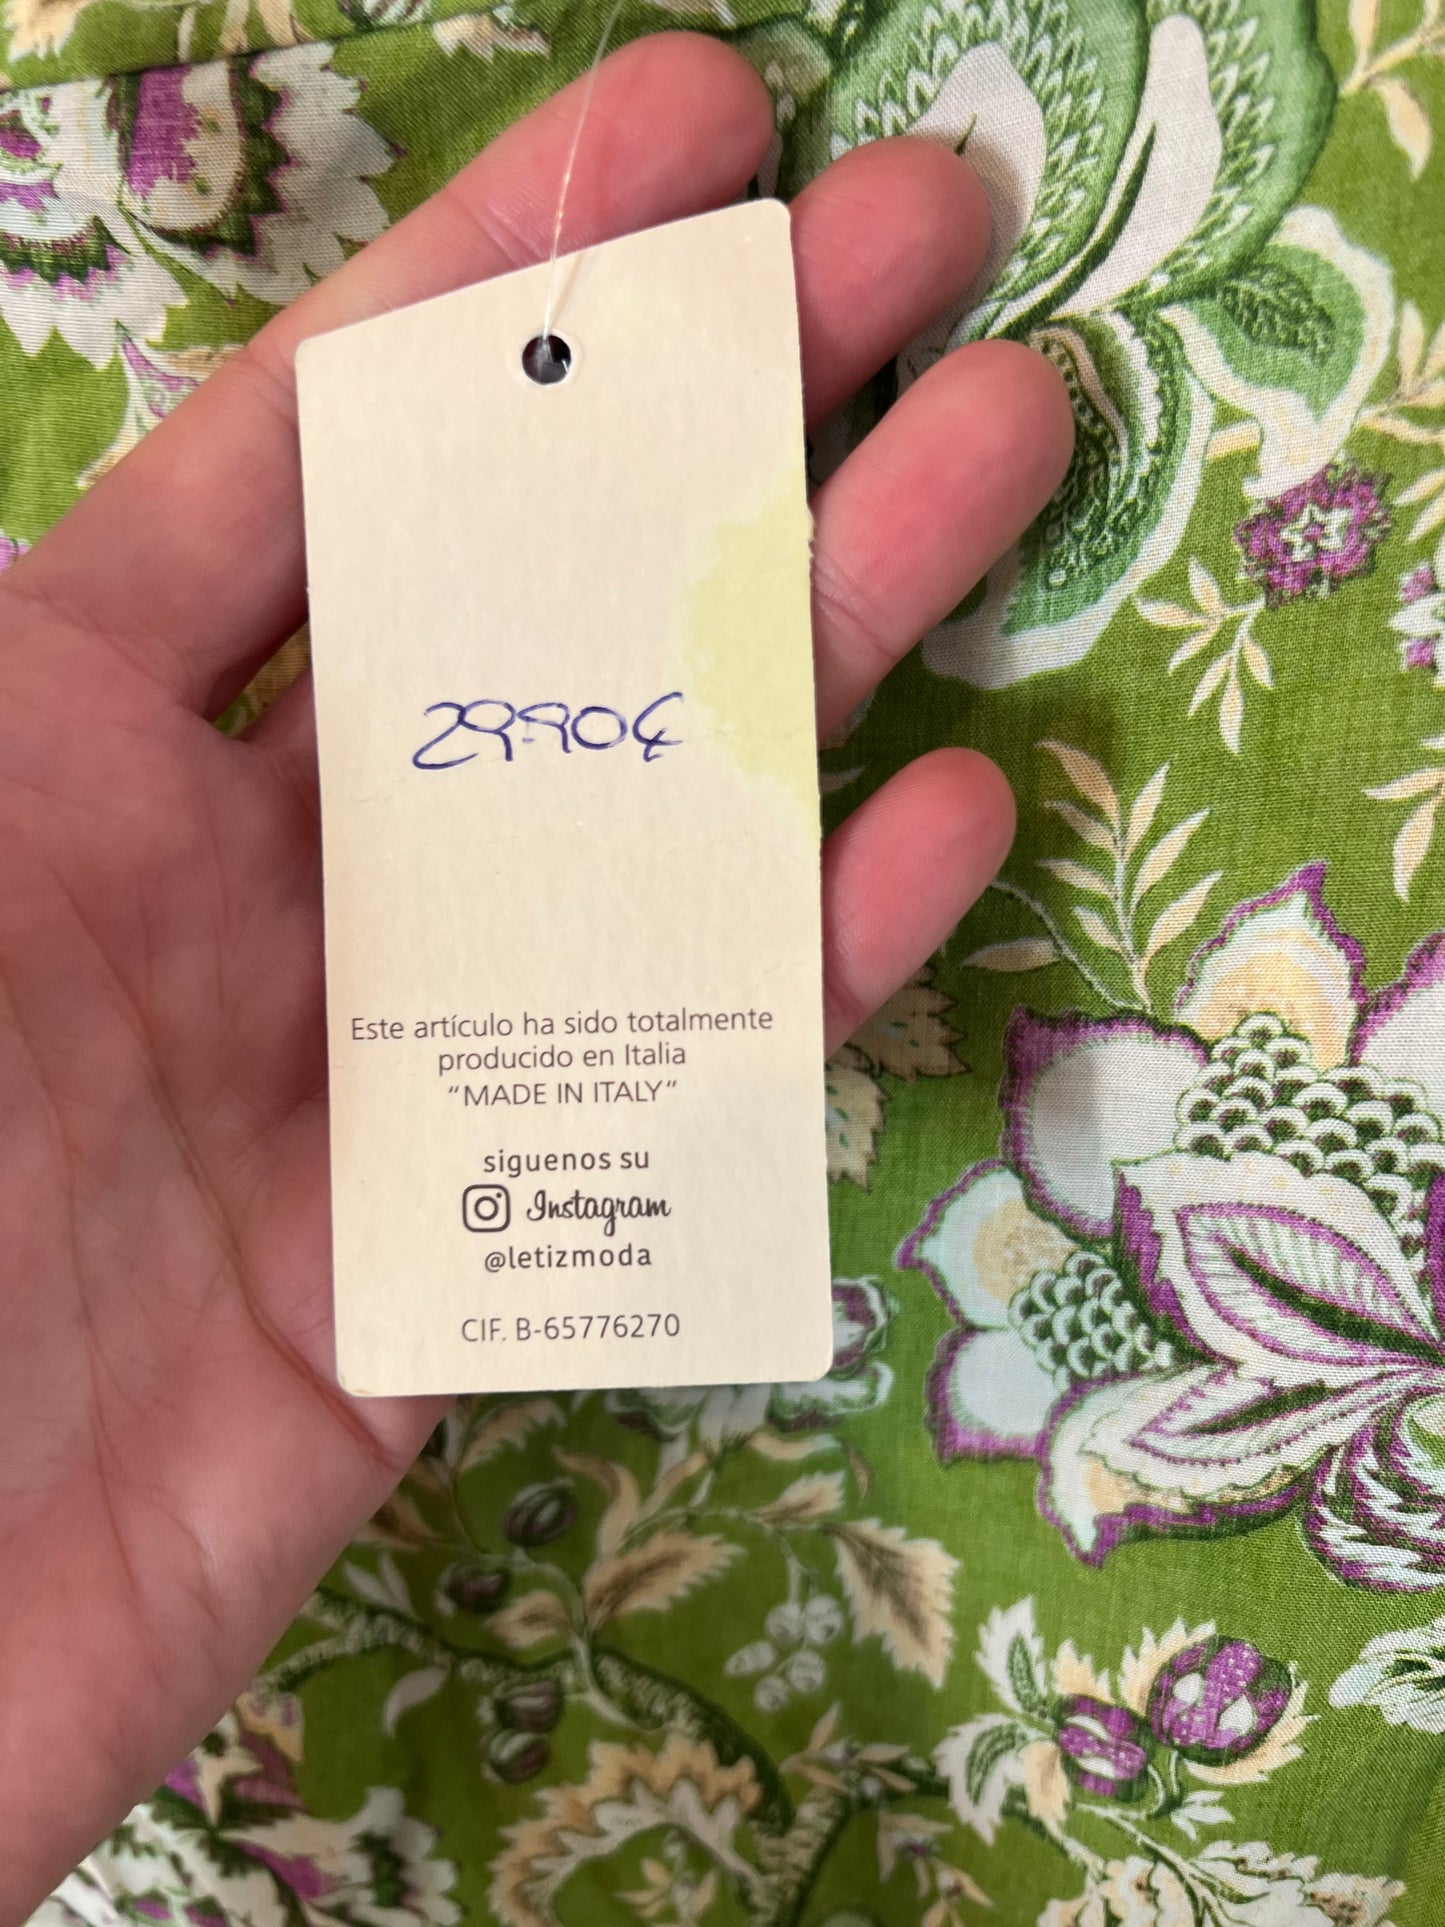 29.90€
Este artículo ha sido totalmente
producido en Italia
“MADE IN ITALY”
siguenos su
Instagram
@letizmoda
CIF. B-65776270